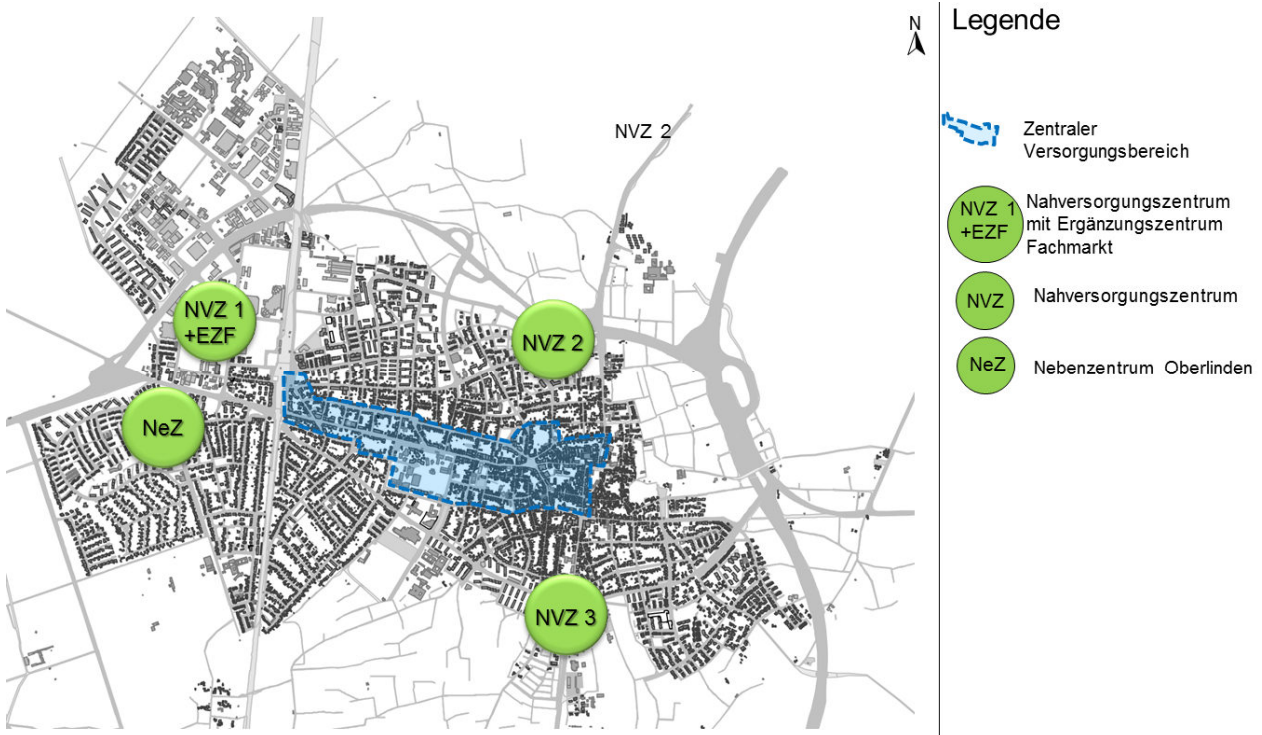 N
NVZ 2
NVZ 1
+EZF
NVZ 2
NeZ
NVZ 3
Legende
Zentraler
Versorgungsbereich
NVZ 1
+EZF
Nahversorgungszentrum
mit Ergänzungszentrum
Fachmarkt
NVZ
Nahversorgungszentrum
NeZ
Nebenzentrum Oberlinden